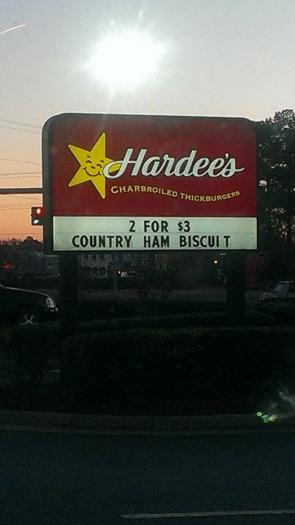 Hardee's
CHARBROILED THICKBURGERS
2 FOR $3
COUNTRY HAM BISCUIT